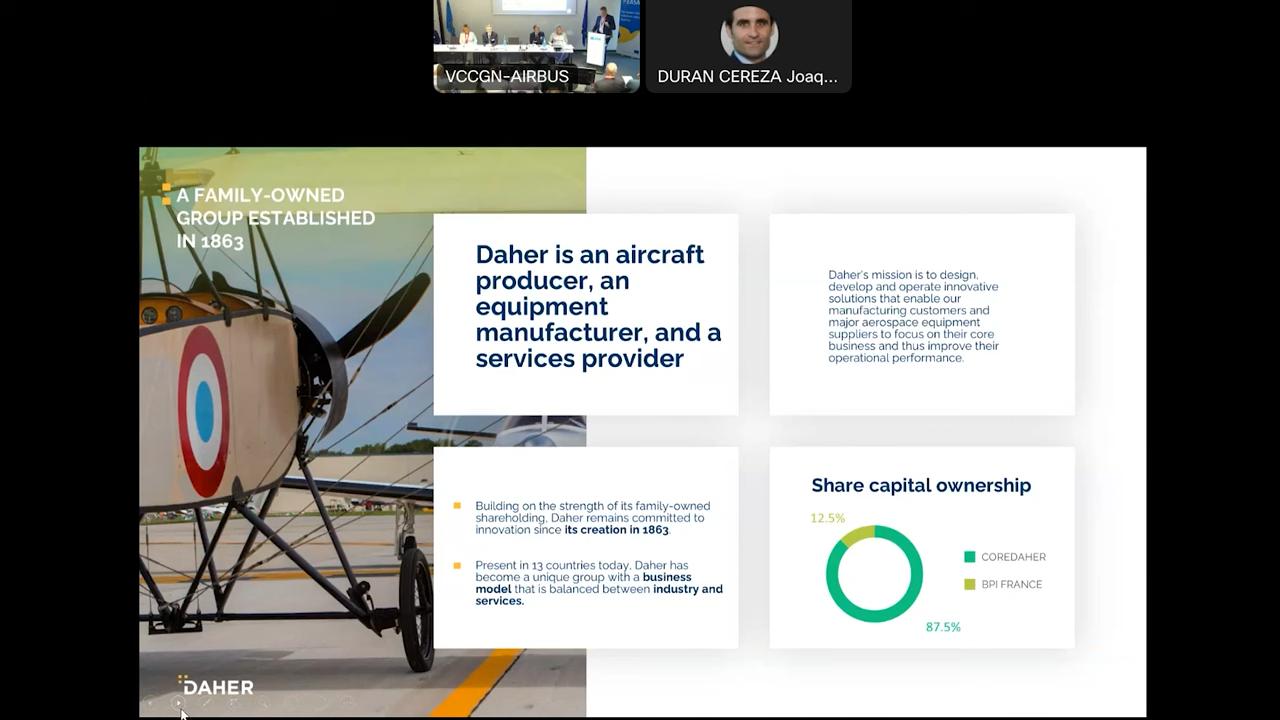 VCCGN-AIRBUS
DURAN CEREZA Joaq...
A FAMILY-OWNED
GROUP ESTABLISHED
IN 1863
Daher is an aircraft
producer, an
equipment
manufacturer, and a
services provider
Daher's mission is to design,
develop and operate innovative
solutions that enable our
manufacturing customers and
major aerospace equipment
suppliers to focus on their core
business and thus improve their
operational performance.
Building on the strength of its family-owned
shareholding, Daher remains committed to
innovation since its creation in 1863.
Present in 13 countries today, Daher has
become a unique group with a business
model that is balanced between industry and
services.
Share capital ownership
12.5%
COREDAHER
BPI FRANCE
87.5%
DAHER